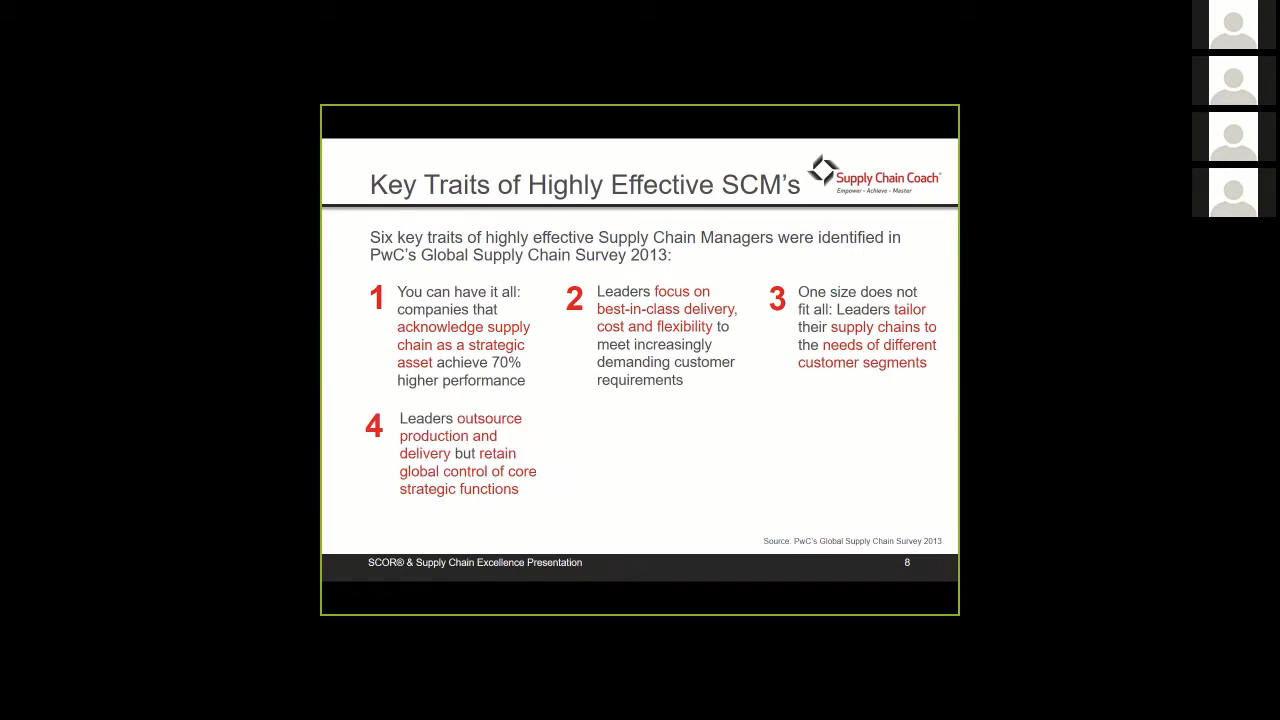 Key Traits of Highly Effective SCM's
Supply Chain Coach
Empower - Achieve - Master
Six key traits of highly effective Supply Chain Managers were identified in
PwC's Global Supply Chain Survey 2013:
1
You can have it all:
companies that
acknowledge supply
chain as a strategic
asset achieve 70%
higher performance
2
Leaders focus on
best-in-class delivery,
cost and flexibility to
meet increasingly
demanding customer
requirements
3
One size does not
fit all: Leaders tailor
their supply chains to
the needs of different
customer segments
4
Leaders outsource
production and
delivery but retain
global control of core
strategic functions
Source: PwC's Global Supply Chain Survey 2013
SCOR® & Supply Chain Excellence Presentation
8